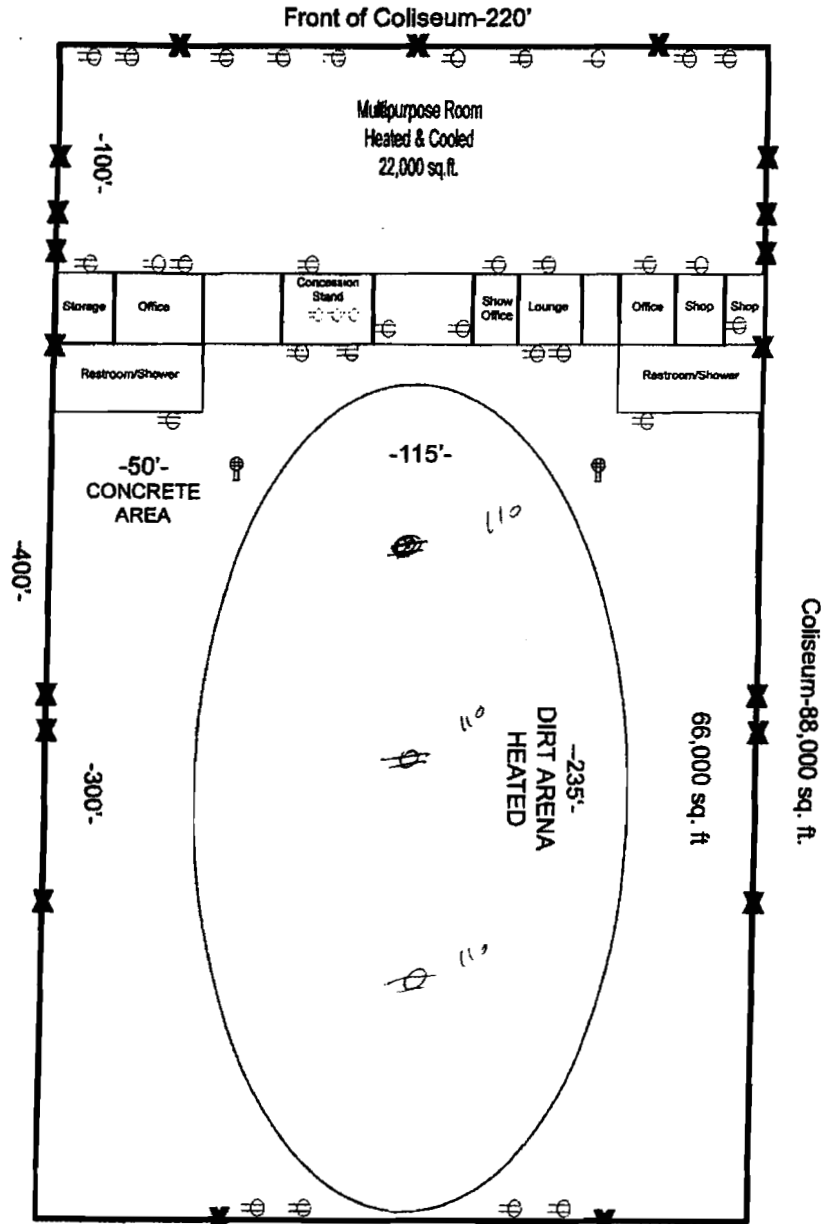 Front of Coliseum-220'
Multipurpose Room
Heated & Cooled
22,000 sq.ft.
-100'-
Storage
Office
Concession
Stand
Show
Office
Lounge
Office
Shop
Shop
Restroom/Shower
Restroom/Shower
-50'-
CONCRETE
AREA
-115'-
110
-400'-
110
--235'-
DIRT ARENA
HEATED
66,000 sq. ft
Coliseum-88,000 sq. ft.
-300'-
110